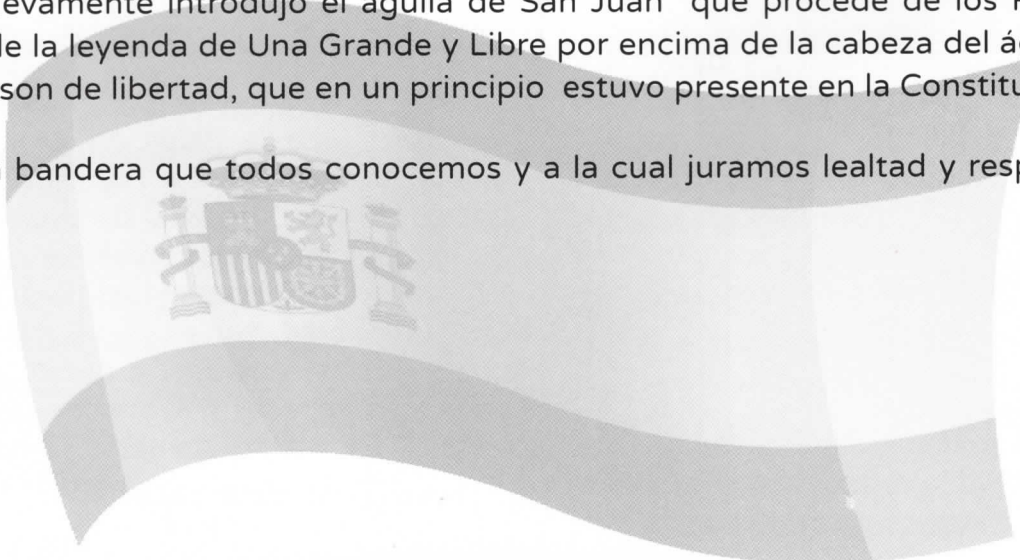 evamente introdujo el águila de San Juan que procede de los
de la leyenda de Una Grande y Libre por encima de la cabeza del
son de libertad, que en un principio estuvo presente en la Constitu
bandera que todos conocemos y a la cual juramos lealtad y resp